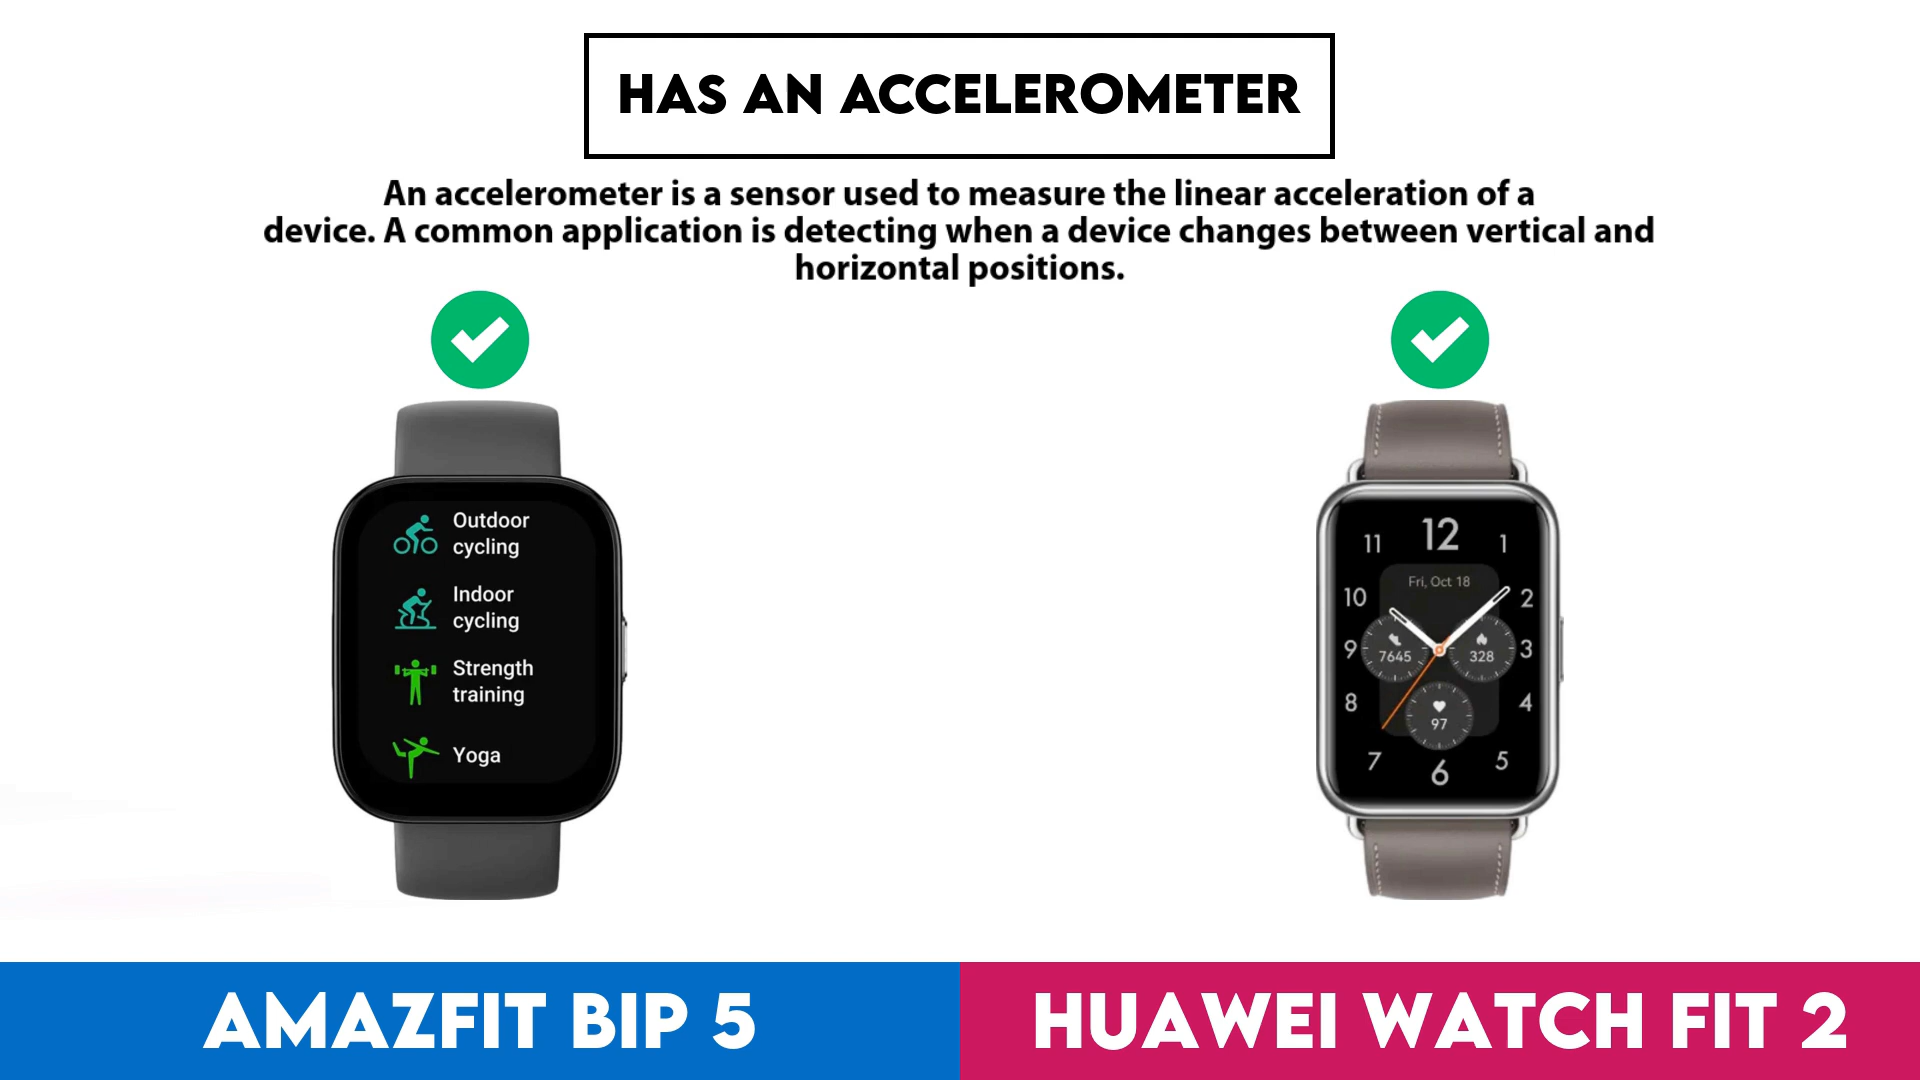 HAS AN ACCELEROMETER
An accelerometer is a sensor used to measure the linear acceleration of a
device. A common application is detecting when a device changes between vertical and
horizontal positions.
Outdoor
cycling
Indoor
cycling
Strength
training
Yoga
12
11
1
Fri, Oct 18
10
2
9
7645
328
3
8
97
4
7
5
6
AMAZFIT BIP 5
HUAWEI WATCH FIT 2